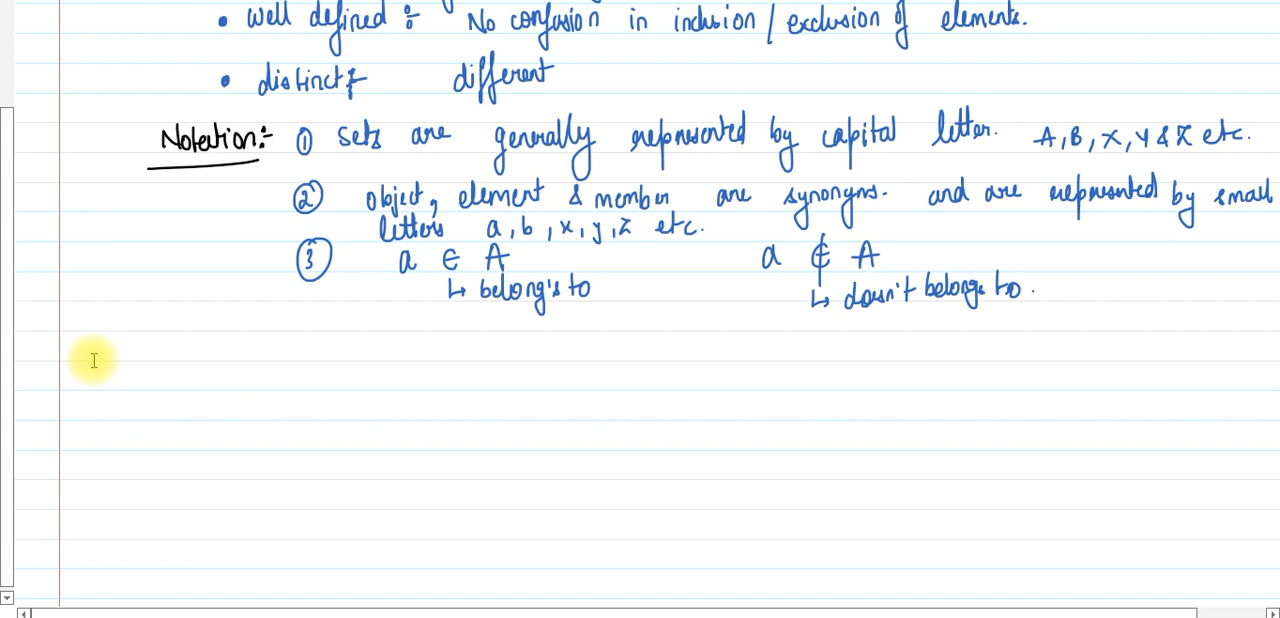 • well defined :- No confusion in inclusion / exclusion of elements.
• distinct :- different
Notation :- ① Sets are generally represented by capital letter. A, B, X, Y & Z etc.
② object, element & member are synonyms. and are represented by small
letters a, b, x, y, z etc.
③ a ∈ A a ∉ A
↳ belong's to ↳ doesn't belongs to.